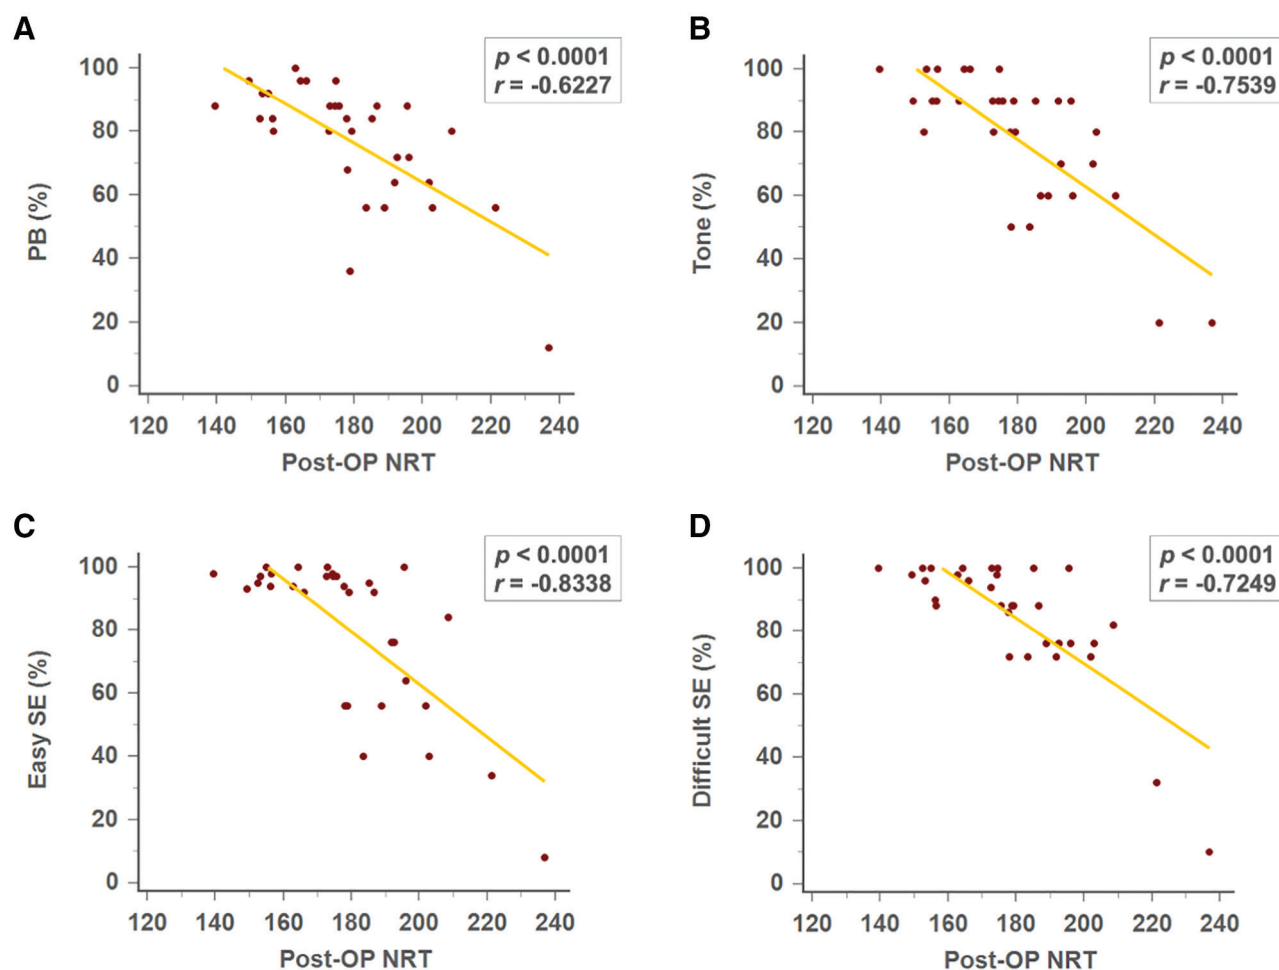 A
p < 0.0001
r = -0.6227
100
80
60
40
20
0
PB (%)
120 140 160 180 200 220 240
Post-OP NRT
B
p < 0.0001
r = -0.7539
100
80
60
40
20
0
Tone (%)
120 140 160 180 200 220 240
Post-OP NRT
C
p < 0.0001
r = -0.8338
100
80
60
40
20
0
Easy SE (%)
120 140 160 180 200 220 240
Post-OP NRT
D
p < 0.0001
r = -0.7249
100
80
60
40
20
0
Difficult SE (%)
120 140 160 180 200 220 240
Post-OP NRT